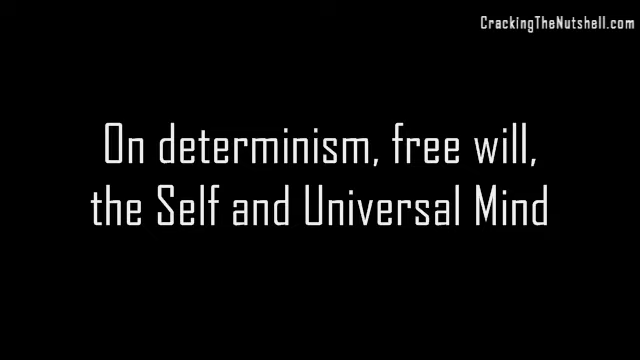 CrackingTheNutshell.com
On determinism, free will,
the Self and Universal Mind